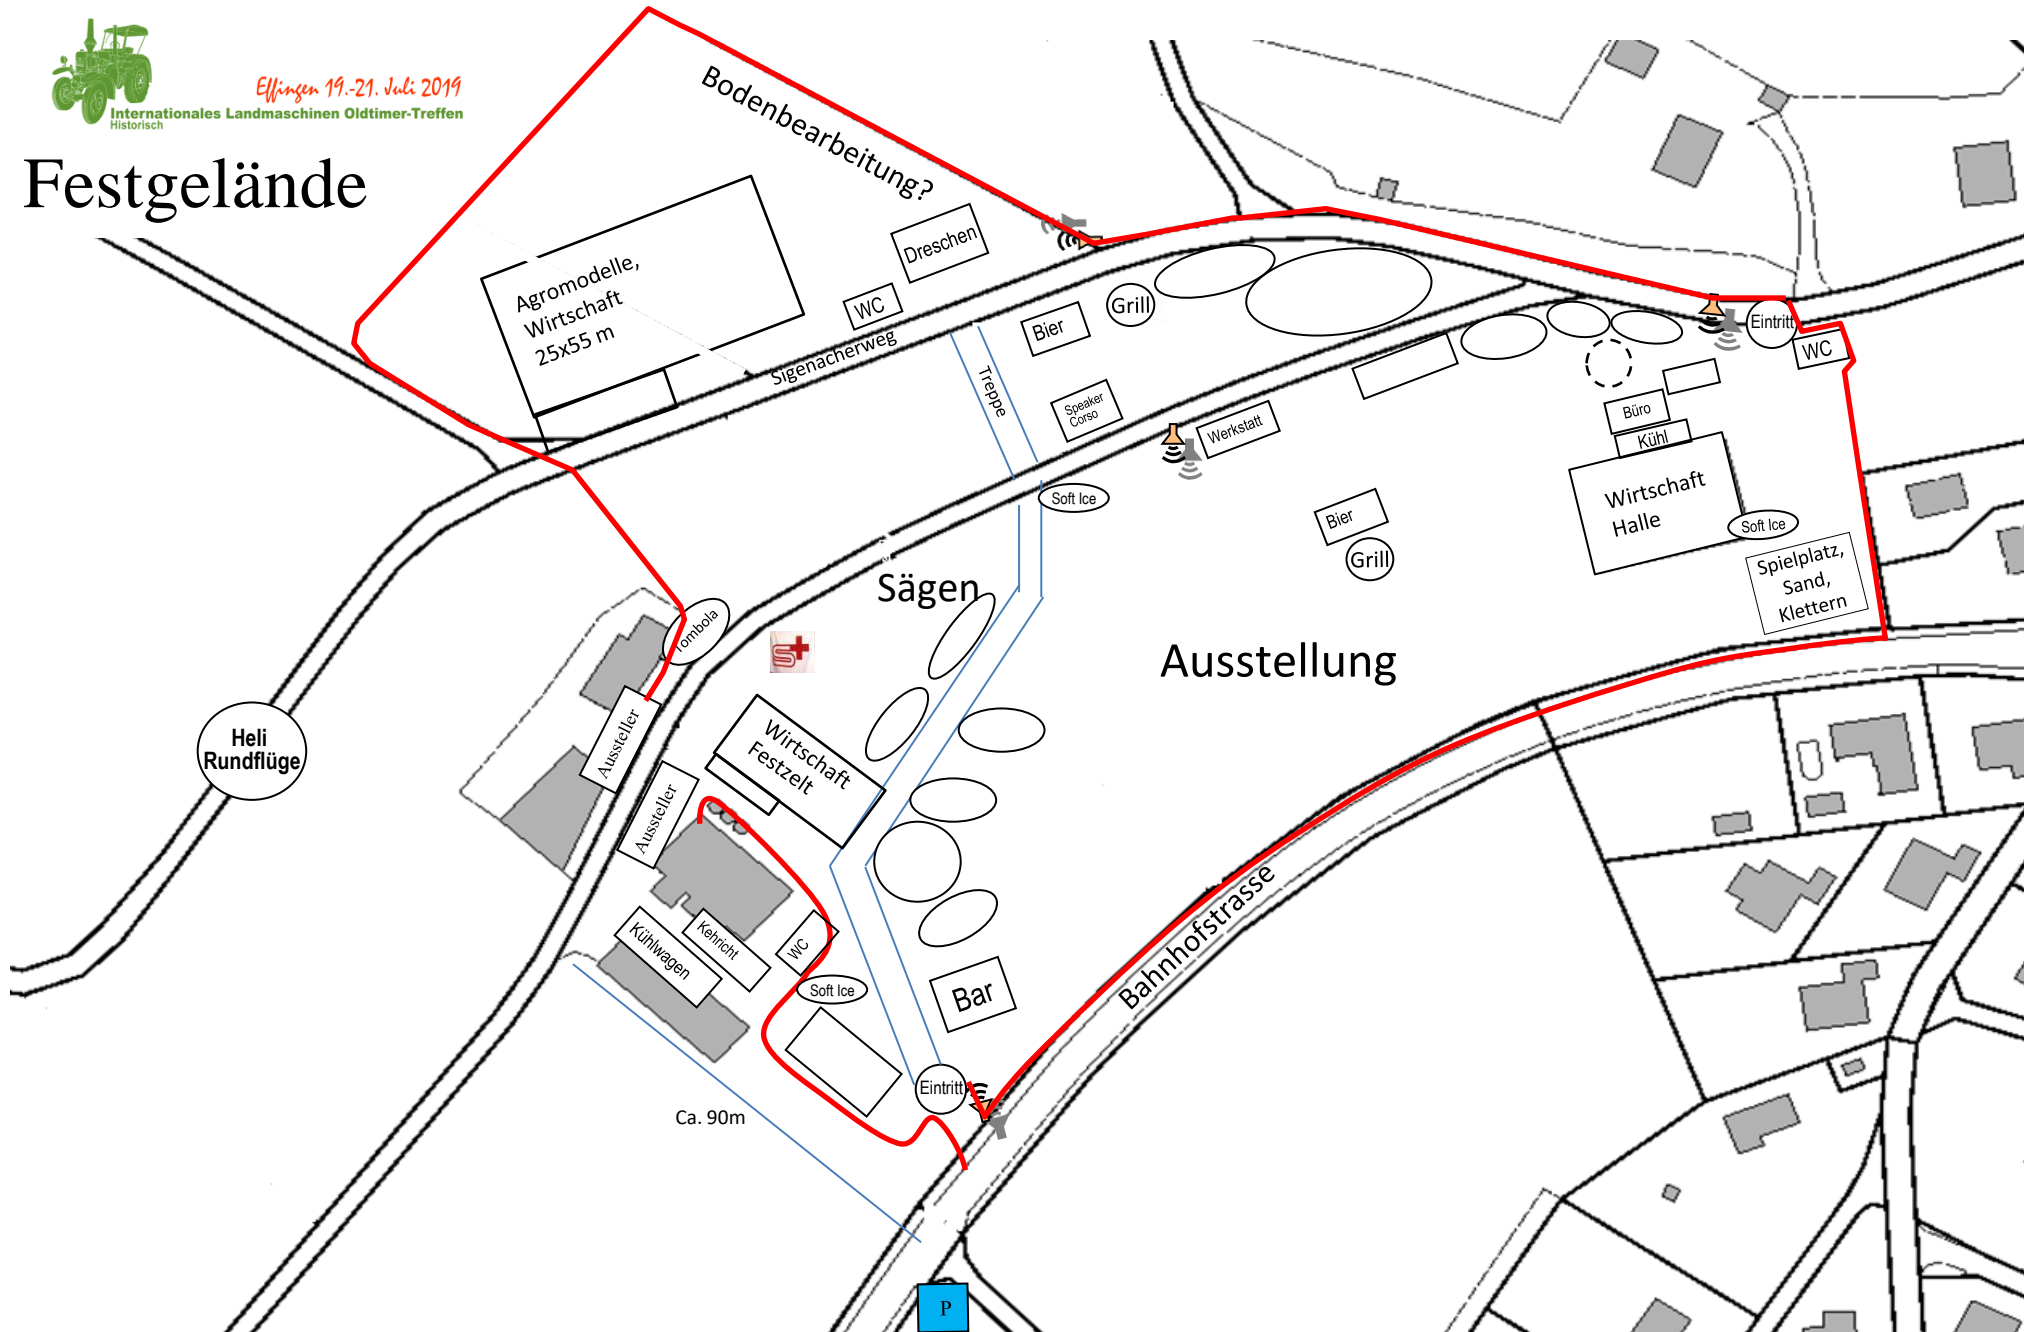 Effingen 19.-21. Juli 2019
Internationales Landmaschinen Oldtimer-Treffen
Historisch
Festgelände
Bodenbearbeitung?
Agromodelle,
Wirtschaft
25x55 m
Dreschen
WC
Sigenacherweg
Treppe
Bier
Grill
Speaker
Corso
Werkstatt
Eintritt
WC
Büro
Kühl
Wirtschaft
Halle
Soft Ice
Spielplatz,
Sand,
Klettern
Soft Ice
Bier
Grill
Sägen
Ausstellung
Tombola
S+
Heli
Rundflüge
Aussteller
Aussteller
Wirtschaft
Festzelt
Kühlwagen
Kehricht
WC
Soft Ice
Bar
Bahnhofstrasse
Eintritt
Ca. 90m
P